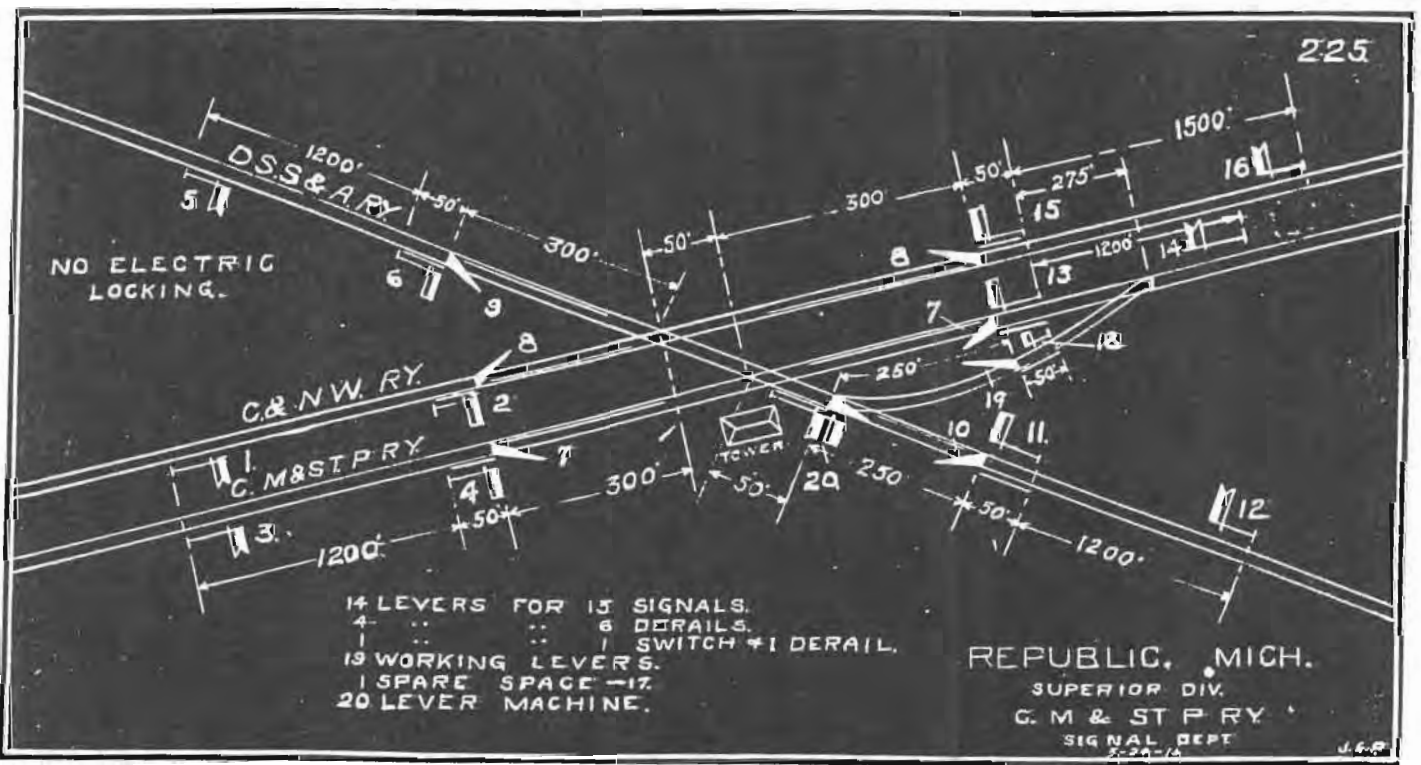 225
1500'
1200'
D.S.S & A. RY.
50'
300'
50'
300
50'
275'
16
5
15
1200'
14
NO ELECTRIC
LOCKING.
6
9
8
13
7
8
250'
18
50'
C. & N W. RY.
2
19
10
11.
1.
C. M & ST. P RY.
7
TOWER
4
300'
50'
20
250
50'
12
3.
50'
1200'
1200'
14 LEVERS FOR 15 SIGNALS.
4 " " 6 DERAILS.
1 " " 1 SWITCH & 1 DERAIL.
19 WORKING LEVERS.
1 SPARE SPACE - 17.
20 LEVER MACHINE.
REPUBLIC, MICH.
SUPERIOR DIV.
C. M & ST P RY
SIGNAL DEPT